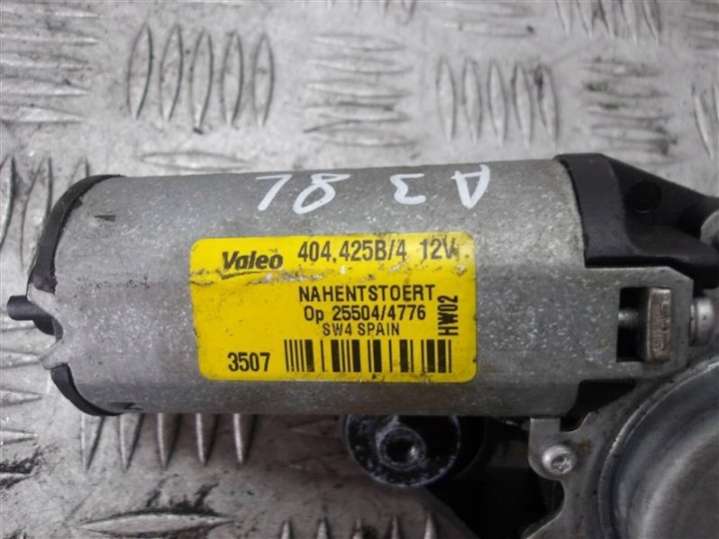 A3 8L
Valeo 404.425B/4 12V
NAHENTSTOERT
Op 25504/4776
SW4 SPAIN
HW02
3507